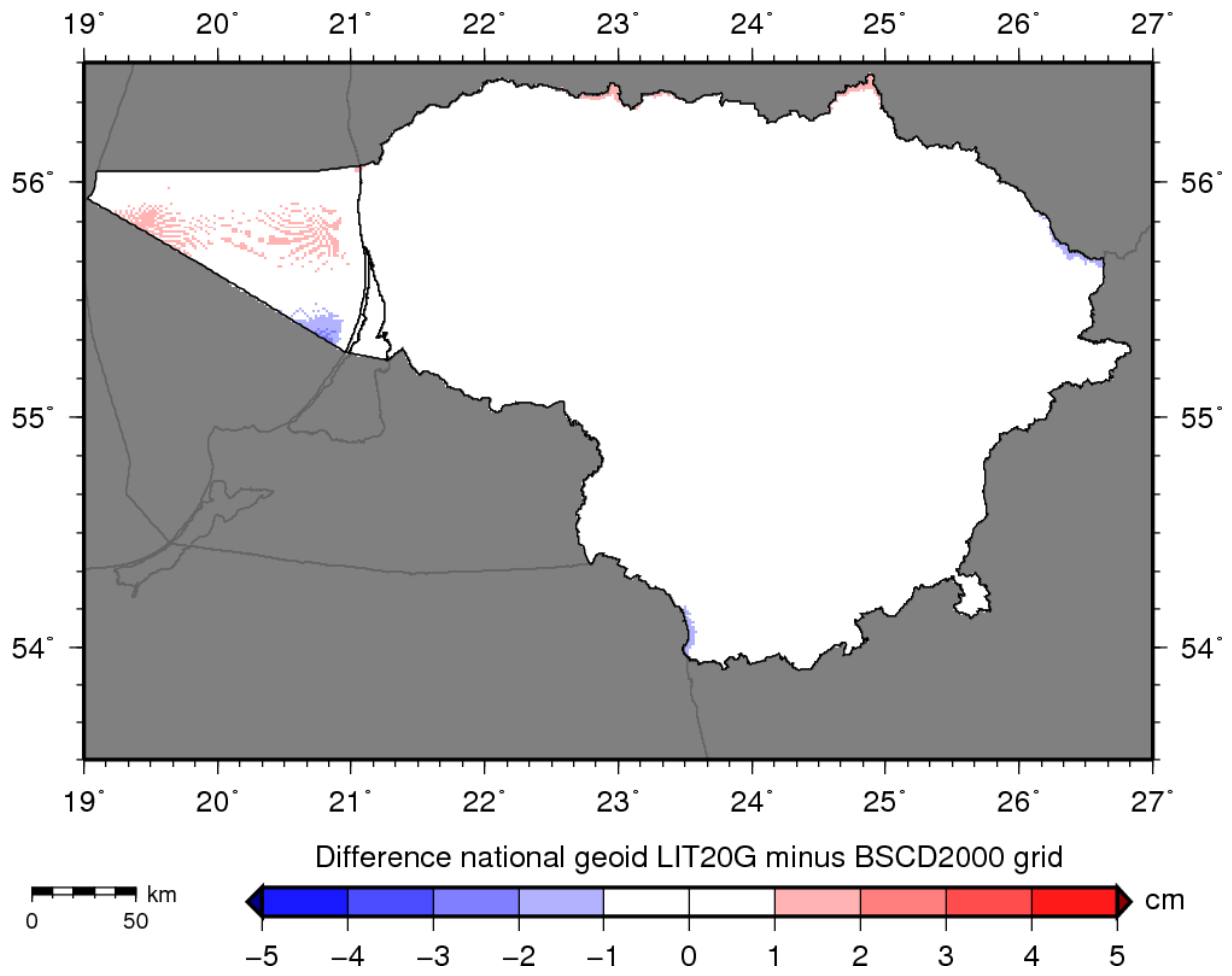 19° 20° 21° 22° 23° 24° 25° 26° 27°
56° 56°
55° 55°
54° 54°
19° 20° 21° 22° 23° 24° 25° 26° 27°
Difference national geoid LIT20G minus BSCD2000 grid
km
0 50
cm
−5 −4 −3 −2 −1 0 1 2 3 4 5